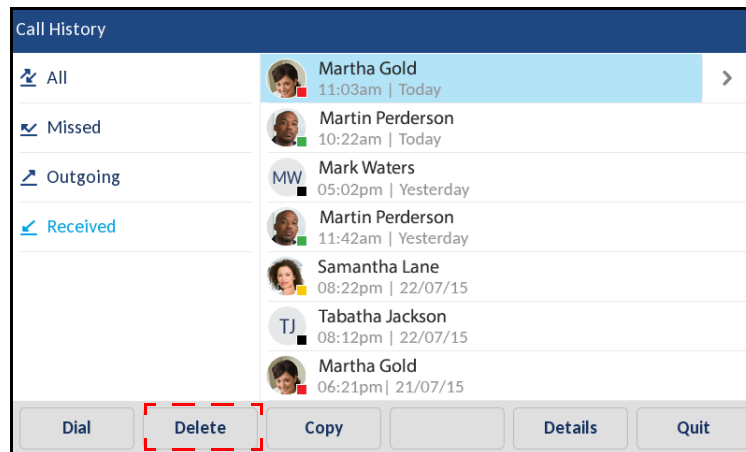 Call History
All
Missed
Outgoing
Received
Martha Gold
11:03am | Today
Martin Perderson
10:22am | Today
MW
Mark Waters
05:02pm | Yesterday
Martin Perderson
11:42am | Yesterday
Samantha Lane
08:22pm | 22/07/15
TJ
Tabatha Jackson
08:12pm | 22/07/15
Martha Gold
06:21pm| 21/07/15
Dial Delete Copy Details Quit